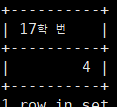 +----------+
| 17학 번 |
+----------+
| 4 |
+----------+
1 row in set